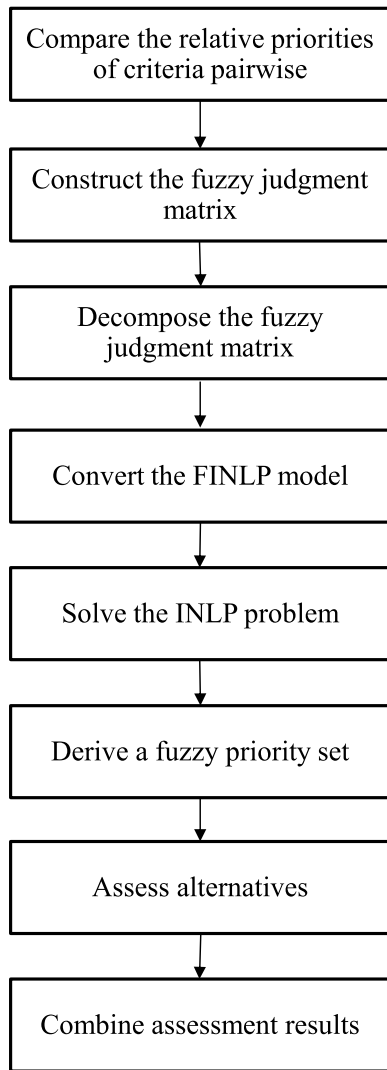 Compare the relative priorities
of criteria pairwise
Construct the fuzzy judgment
matrix
Decompose the fuzzy
judgment matrix
Convert the FINLP model
Solve the INLP problem
Derive a fuzzy priority set
Assess alternatives
Combine assessment results